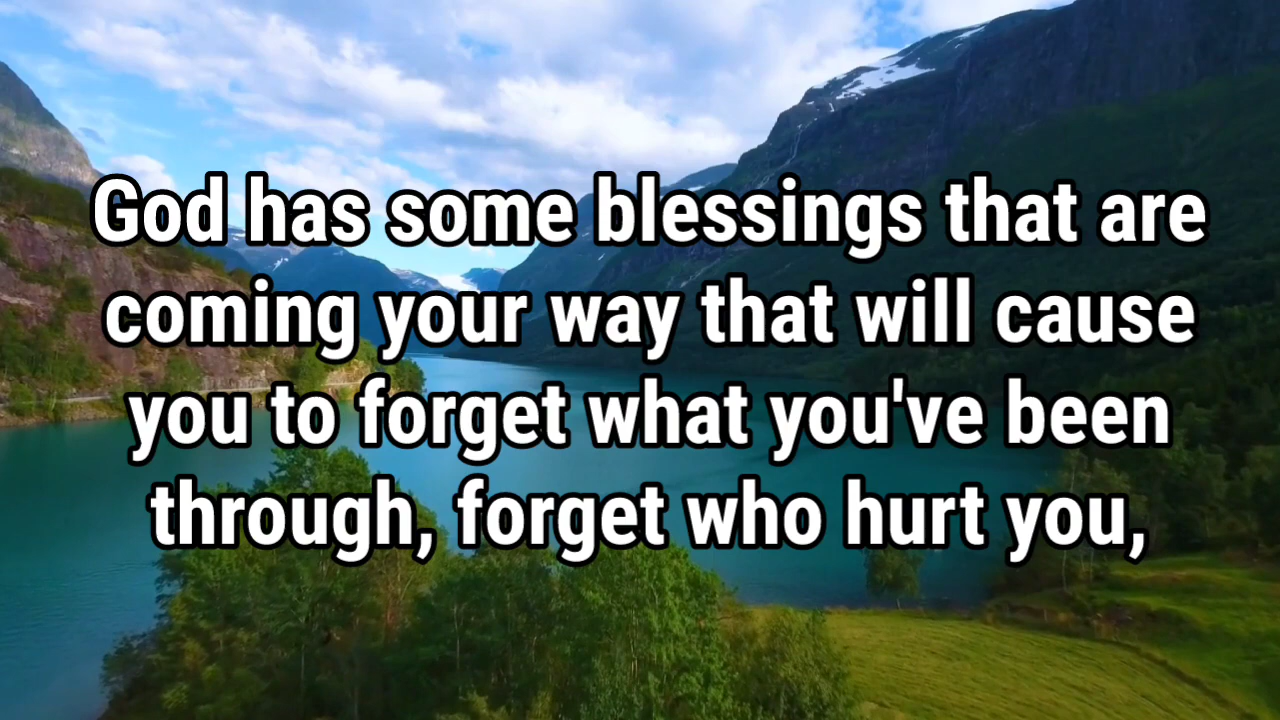 God has some blessings that are
coming your way that will cause
you to forget what you've been
through, forget who hurt you,